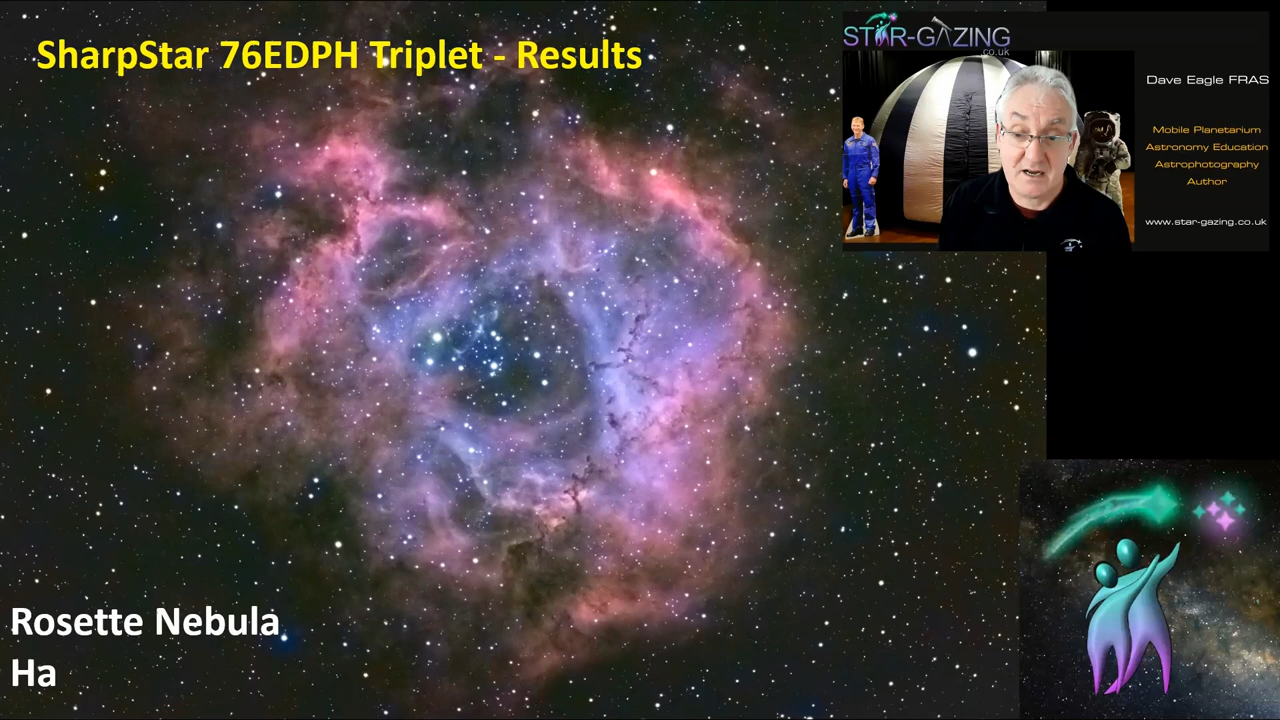 SharpStar 76EDPH Triplet - Results
STAR-GAZING
.co.uk
Dave Eagle FRAS
Mobile Planetarium
Astronomy Education
Astrophotography
Author
www.star-gazing.co.uk
Rosette Nebula
Ha